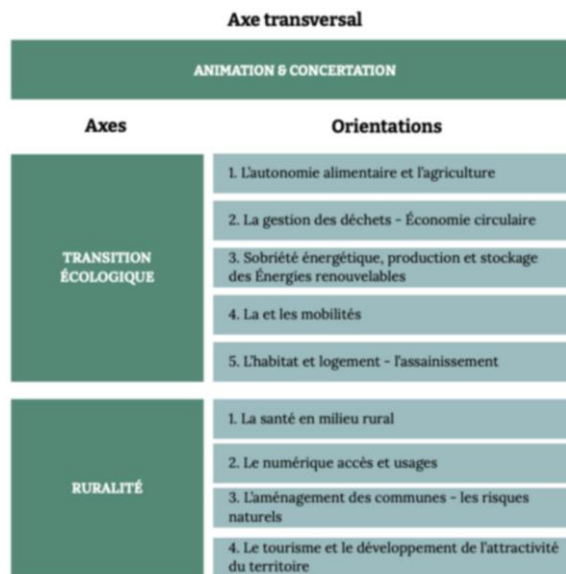 Axe transversal
ANIMATION & CONCERTATION
Axes
Orientations
TRANSITION
ÉCOLOGIQUE
1. L'autonomie alimentaire et l'agriculture
2. La gestion des déchets - Économie circulaire
3. Sobriété énergétique, production et stockage
des Énergies renouvelables
4. La et les mobilités
5. L'habitat et logement - l'assainissement
RURALITÉ
1. La santé en milieu rural
2. Le numérique accès et usages
3. L'aménagement des communes - les risques
naturels
4. Le tourisme et le développement de l'attractivité
du territoire